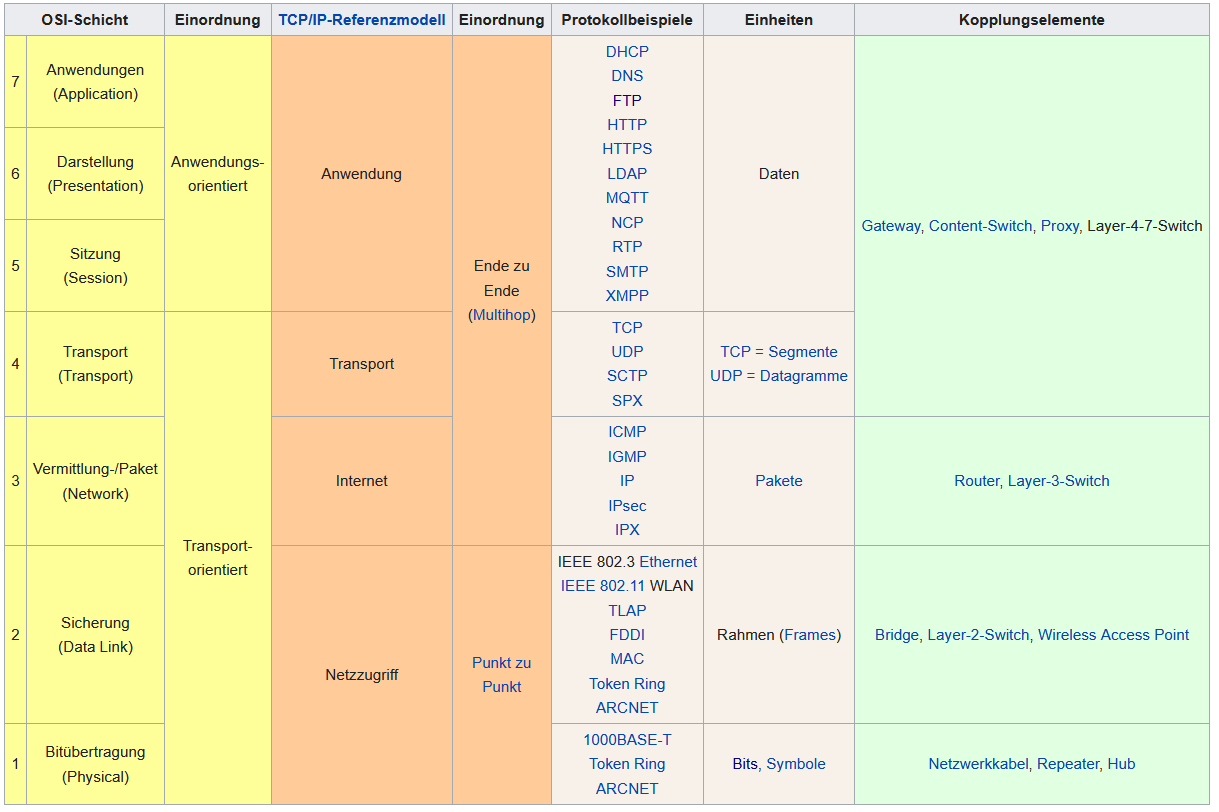 OSI-Schicht Einordnung TCP/IP-Referenzmodell Einordnung Protokollbeispiele Einheiten Kopplungselemente
7
Anwendungen
(Application)
6
Darstellung
(Presentation)
5
Sitzung
(Session)
Anwendungs-
orientiert
Anwendung
Ende zu
Ende
(Multihop)
DHCP
DNS
FTP
HTTP
HTTPS
LDAP
MQTT
NCP
RTP
SMTP
XMPP
Daten
Gateway, Content-Switch, Proxy, Layer-4-7-Switch
4
Transport
(Transport)
Transport-
orientiert
Transport
TCP
UDP
SCTP
SPX
TCP = Segmente
UDP = Datagramme
3
Vermittlung-/Paket
(Network)
Internet
ICMP
IGMP
IP
IPsec
IPX
Pakete
Router, Layer-3-Switch
2
Sicherung
(Data Link)
Netzzugriff
Punkt zu
Punkt
IEEE 802.3 Ethernet
IEEE 802.11 WLAN
TLAP
FDDI
MAC
Token Ring
ARCNET
Rahmen (Frames)
Bridge, Layer-2-Switch, Wireless Access Point
1
Bitübertragung
(Physical)
1000BASE-T
Token Ring
ARCNET
Bits, Symbole
Netzwerkkabel, Repeater, Hub